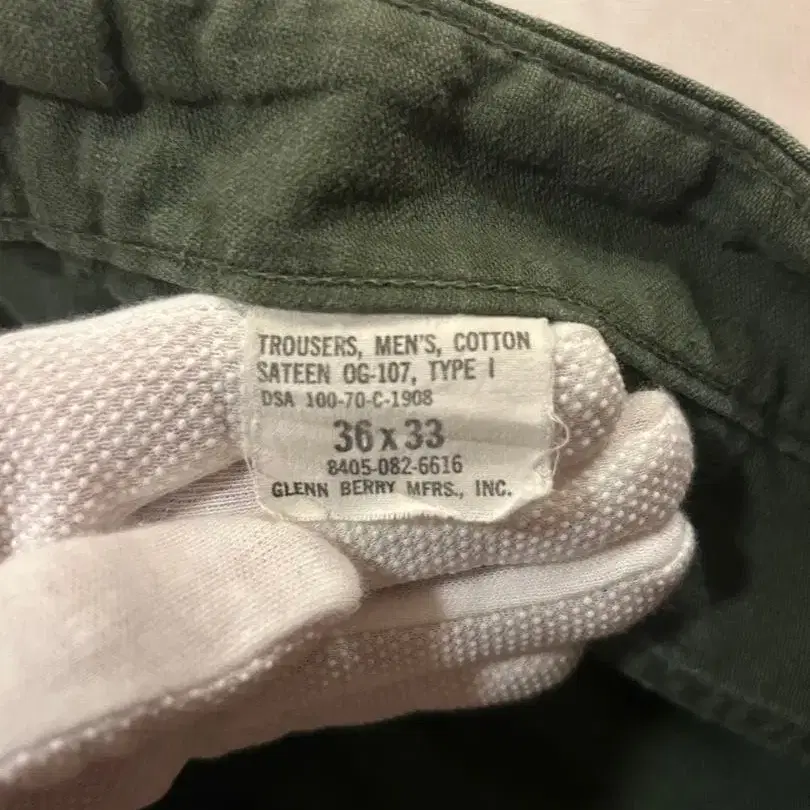 TROUSERS, MEN'S, COTTON
SATEEN OG-107, TYPE I
DSA 100-70-C-1908
36 x 33
8405-082-6616
GLENN BERRY MFRS., INC.